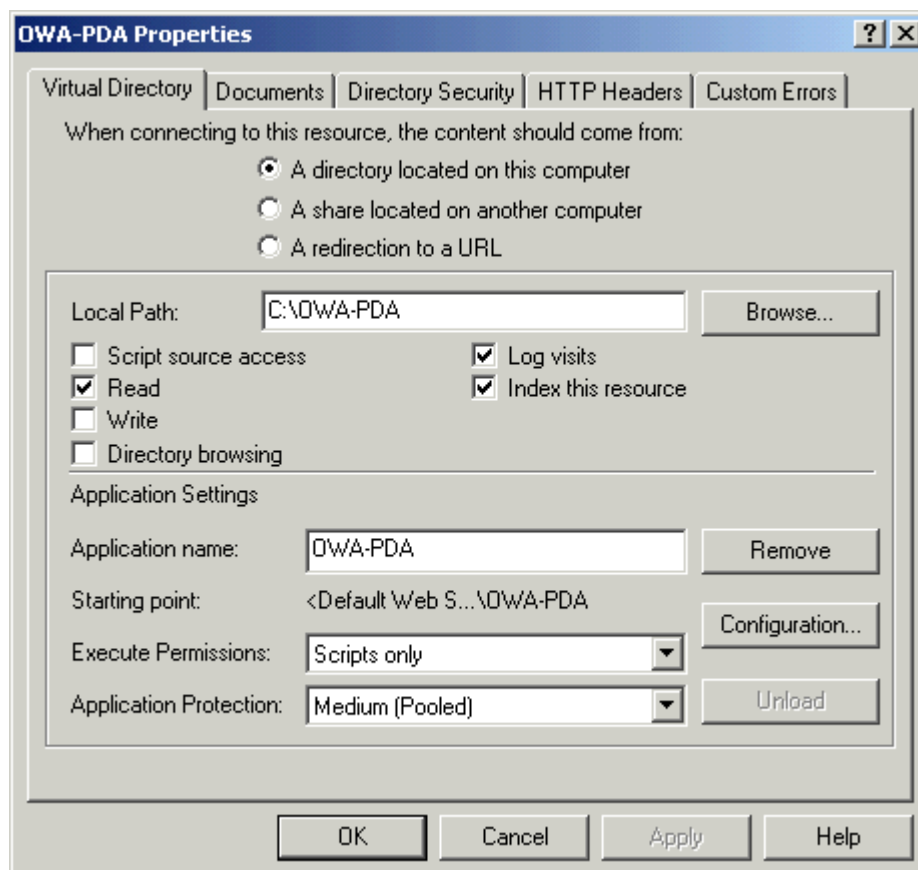 OWA-PDA Properties
Virtual Directory Documents Directory Security HTTP Headers Custom Errors
When connecting to this resource, the content should come from:
A directory located on this computer
A share located on another computer
A redirection to a URL
Local Path: C:\OWA-PDA Browse...
Script source access Log visits
Read Index this resource
Write
Directory browsing
Application Settings
Application name: OWA-PDA Remove
Starting point: <Default Web S...\OWA-PDA
Configuration...
Execute Permissions: Scripts only
Application Protection: Medium (Pooled) Unload
OK Cancel Apply Help